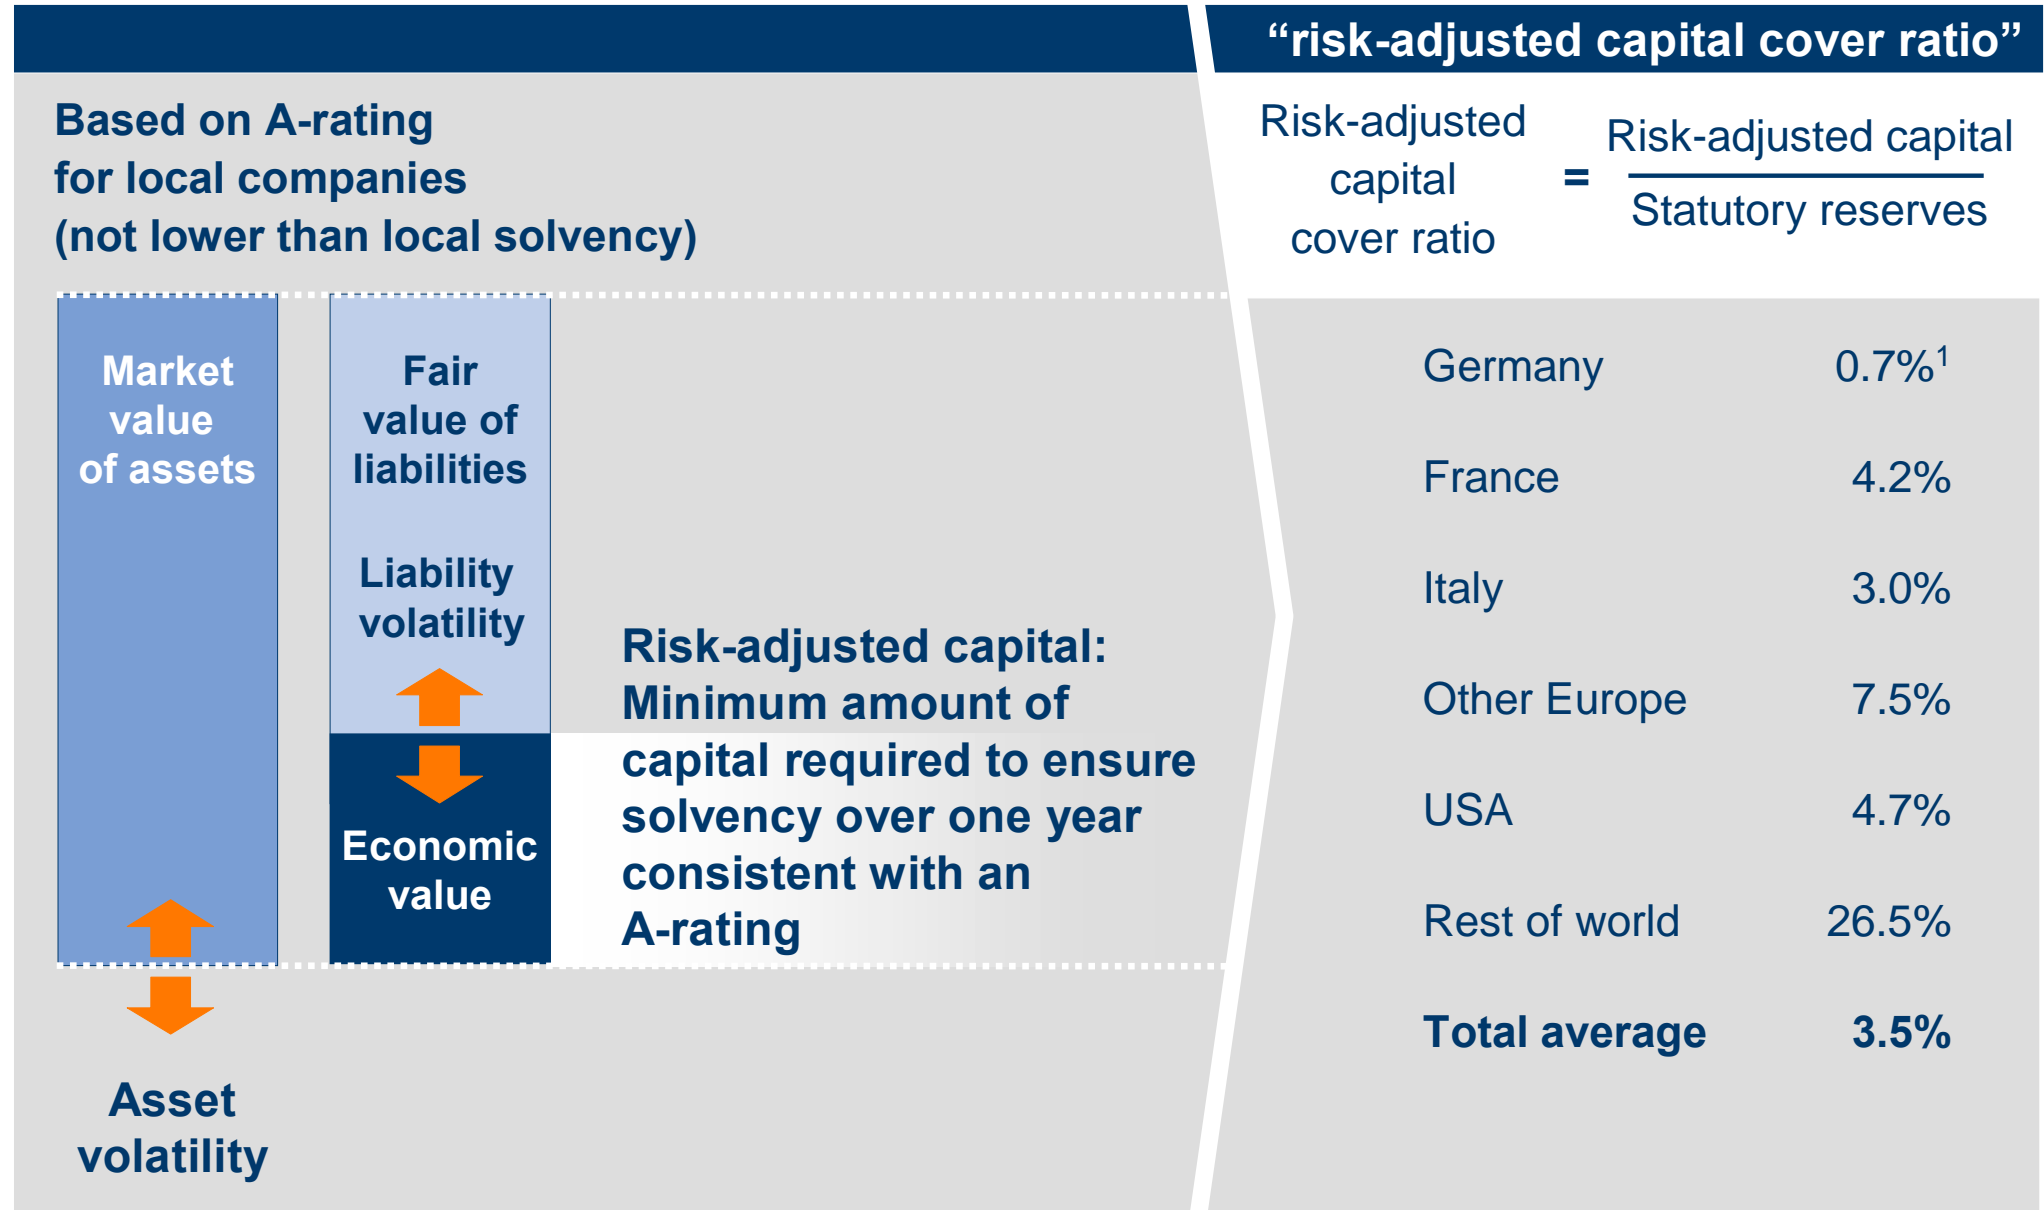 “risk-adjusted capital cover ratio”
Based on A-rating
for local companies
(not lower than local solvency)
Risk-adjusted
capital
cover ratio
=
Risk-adjusted capital
Statutory reserves
Market
value
of assets
Fair
value of
liabilities
Liability
volatility
Economic
value
Risk-adjusted capital:
Minimum amount of
capital required to ensure
solvency over one year
consistent with an
A-rating
Asset
volatility
Germany 0.7%¹
France 4.2%
Italy 3.0%
Other Europe 7.5%
USA 4.7%
Rest of world 26.5%
Total average 3.5%